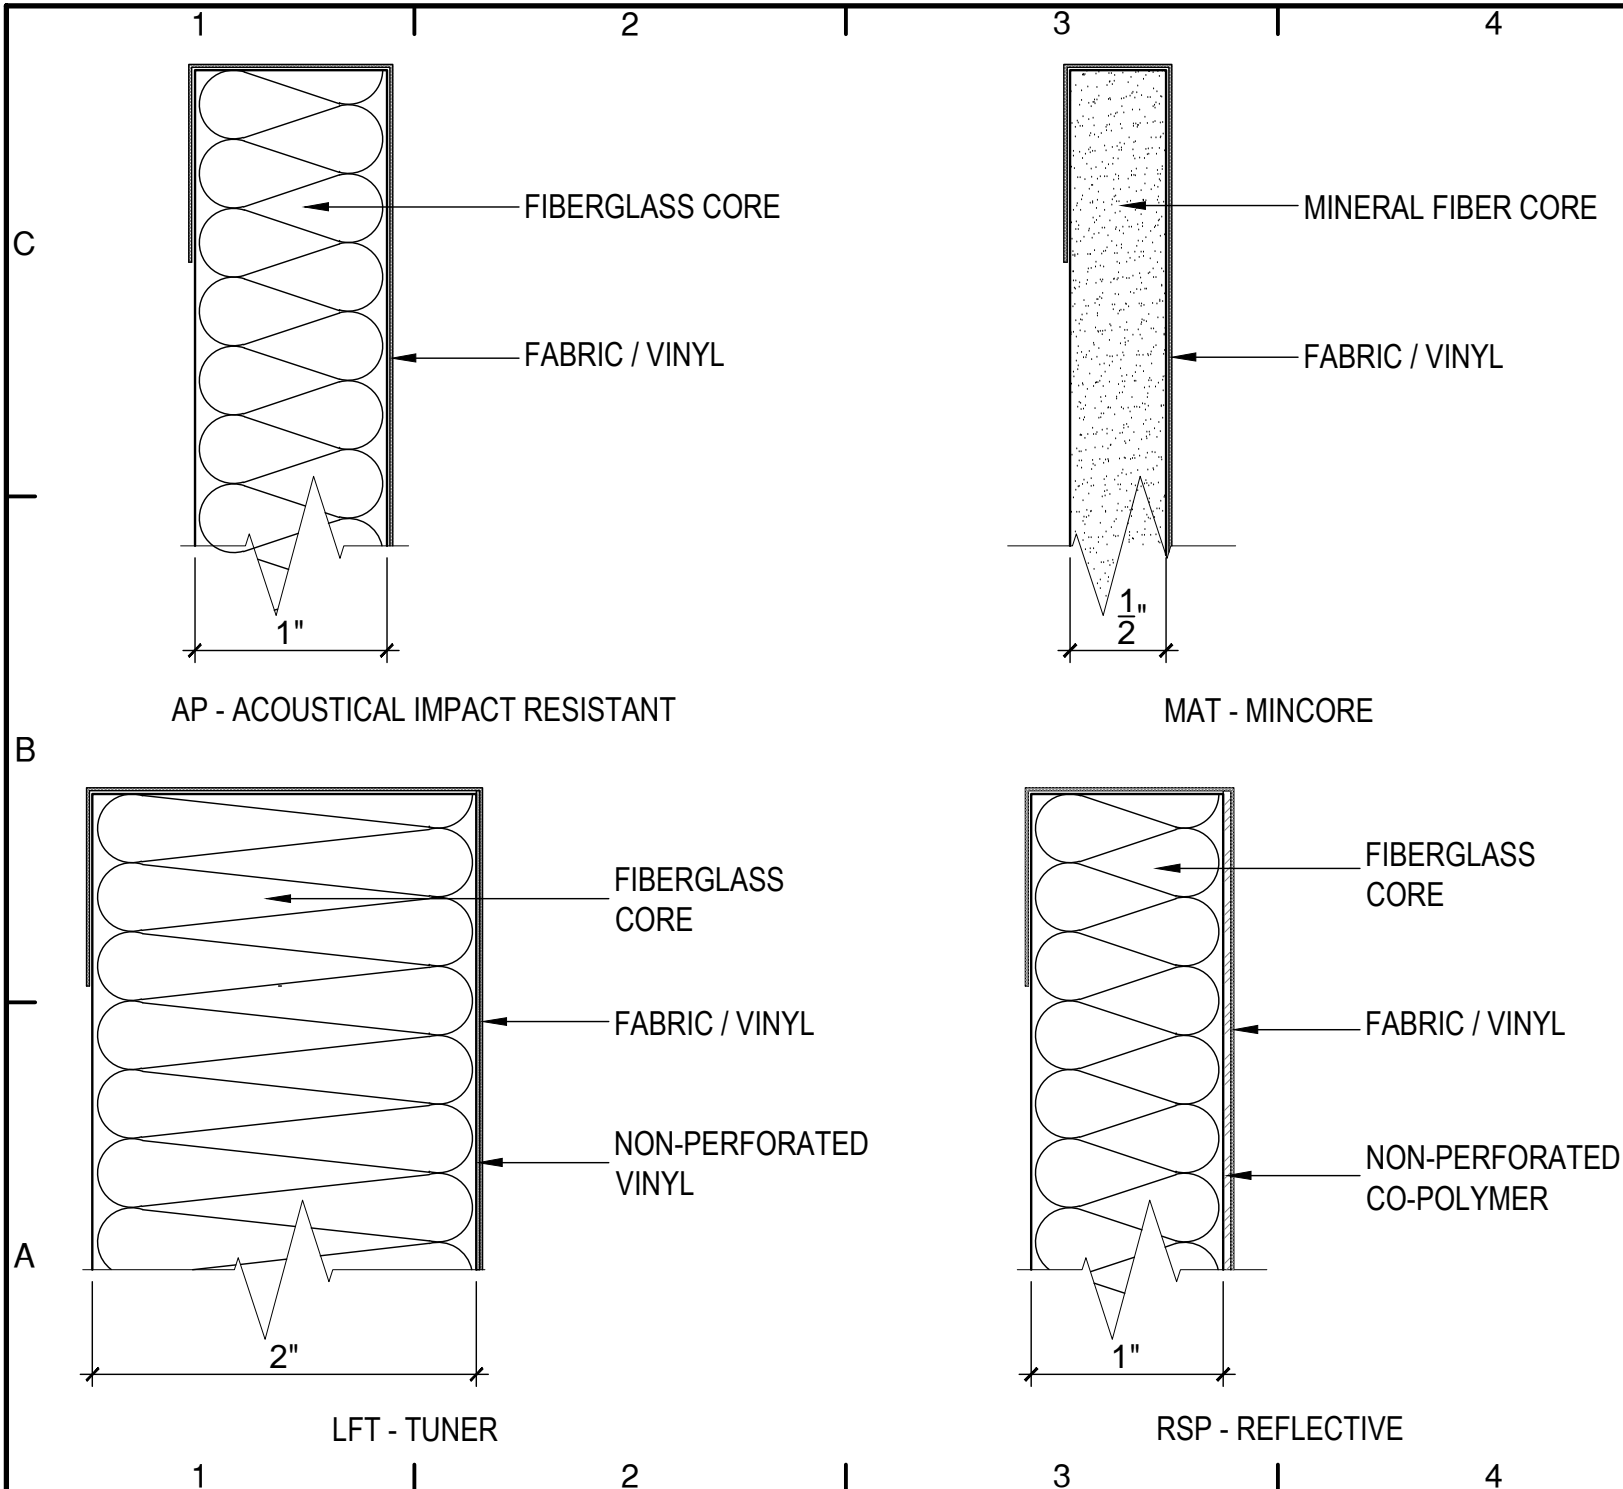 1 2 3 4
C
FIBERGLASS CORE
FABRIC / VINYL
1"
AP - ACOUSTICAL IMPACT RESISTANT
MINERAL FIBER CORE
FABRIC / VINYL
1/2"
MAT - MINCORE
B
FIBERGLASS
CORE
FABRIC / VINYL
NON-PERFORATED
VINYL
2"
LFT - TUNER
FIBERGLASS
CORE
FABRIC / VINYL
NON-PERFORATED
CO-POLYMER
1"
RSP - REFLECTIVE
A
1 2 3 4